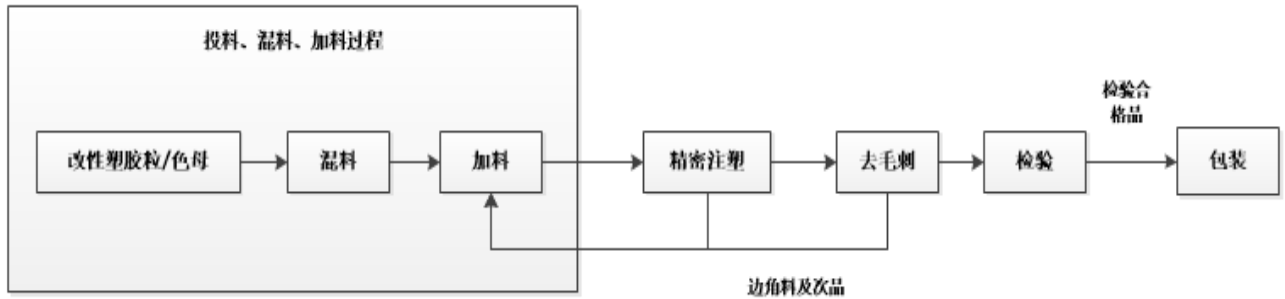 投料、混料、加料过程
检验合
格品
改性塑胶粒/色母
混料
加料
精密注塑
去毛刺
检验
包装
边角料及次品